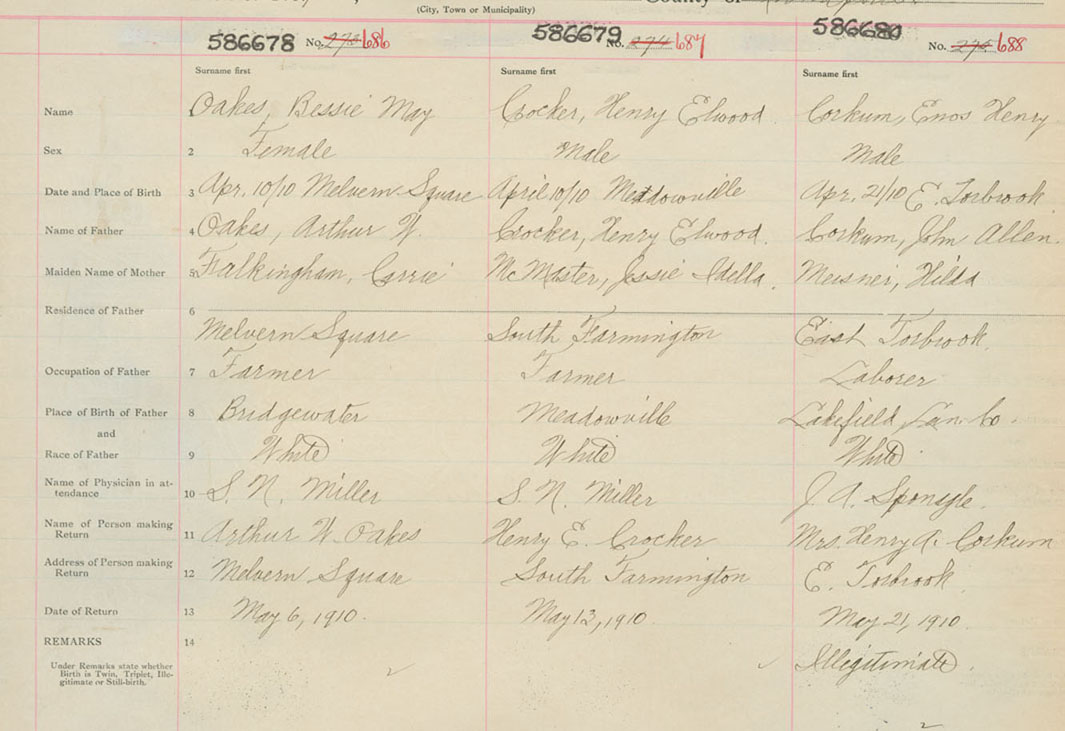 (City, Town or Municipality) County of
586678 No. 273 686 586679 No. 274 687 586680 No. 275 688
Surname first Surname first Surname first
Name Oakes, Bessie May Crocker, Henry Elwood. Corkum, Enos Henry
Sex 2 Female Male Male
Date and Place of Birth 3 Apr. 10/10 Melvern Square April 10/10 Meadowville Apr. 21/10 E. Torbrook
Name of Father 4 Oakes, Arthur W. Crocker, Henry Elwood. Corkum, John Allen.
Maiden Name of Mother 5 Falkingham, Carrie McMaster, Jessie Idella. Meisner, Hilda
Residence of Father 6
Melvern Square South Farmington East Torbrook.
Occupation of Father 7 Farmer Farmer Laborer
Place of Birth of Father 8 Bridgewater Meadowville Lakefield Lun. Co.
and
Race of Father 9 White White White
Name of Physician in at-
tendance 10 S. N. Miller S. N. Miller J. A. Sponagle.
Name of Person making
Return 11 Arthur W. Oakes Henry E. Crocker Mrs. Henry A. Corkum
Address of Person making
Return 12 Melvern Square South Farmington E. Torbrook.
Date of Return 13 May 6, 1910. May 13, 1910. May 21, 1910.
REMARKS 14
Under Remarks state whether
Birth is Twin, Triplet, Ille-
gitimate or Still-birth.
Illegitimate.